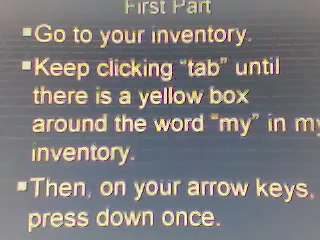 First Part
▪Go to your inventory.
▪Keep clicking “tab” until
there is a yellow box
around the word “my” in my
inventory.
▪Then, on your arrow keys,
press down once.